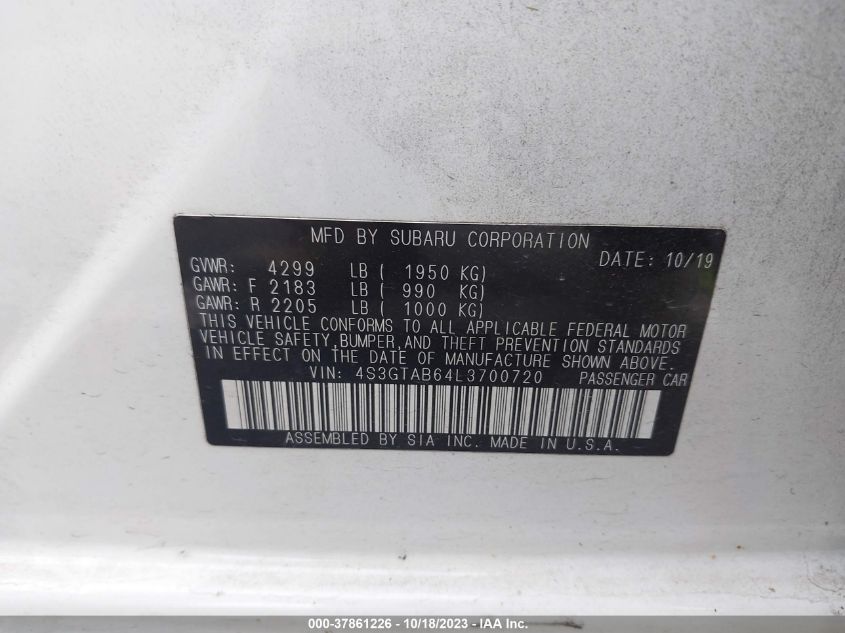 MFD BY SUBARU CORPORATION
DATE: 10/19
GVWR: 4299 LB ( 1950 KG)
GAWR: F 2183 LB ( 990 KG)
GAWR: R 2205 LB ( 1000 KG)
THIS VEHICLE CONFORMS TO ALL APPLICABLE FEDERAL MOTOR
VEHICLE SAFETY,BUMPER,AND THEFT PREVENTION STANDARDS
IN EFFECT ON THE DATE OF MANUFACTURE SHOWN ABOVE.
VIN: 4S3GTAB64L3700720 PASSENGER CAR
ASSEMBLED BY SIA INC. MADE IN U.S.A.
000-37861226 - 10/18/2023 - IAA Inc.